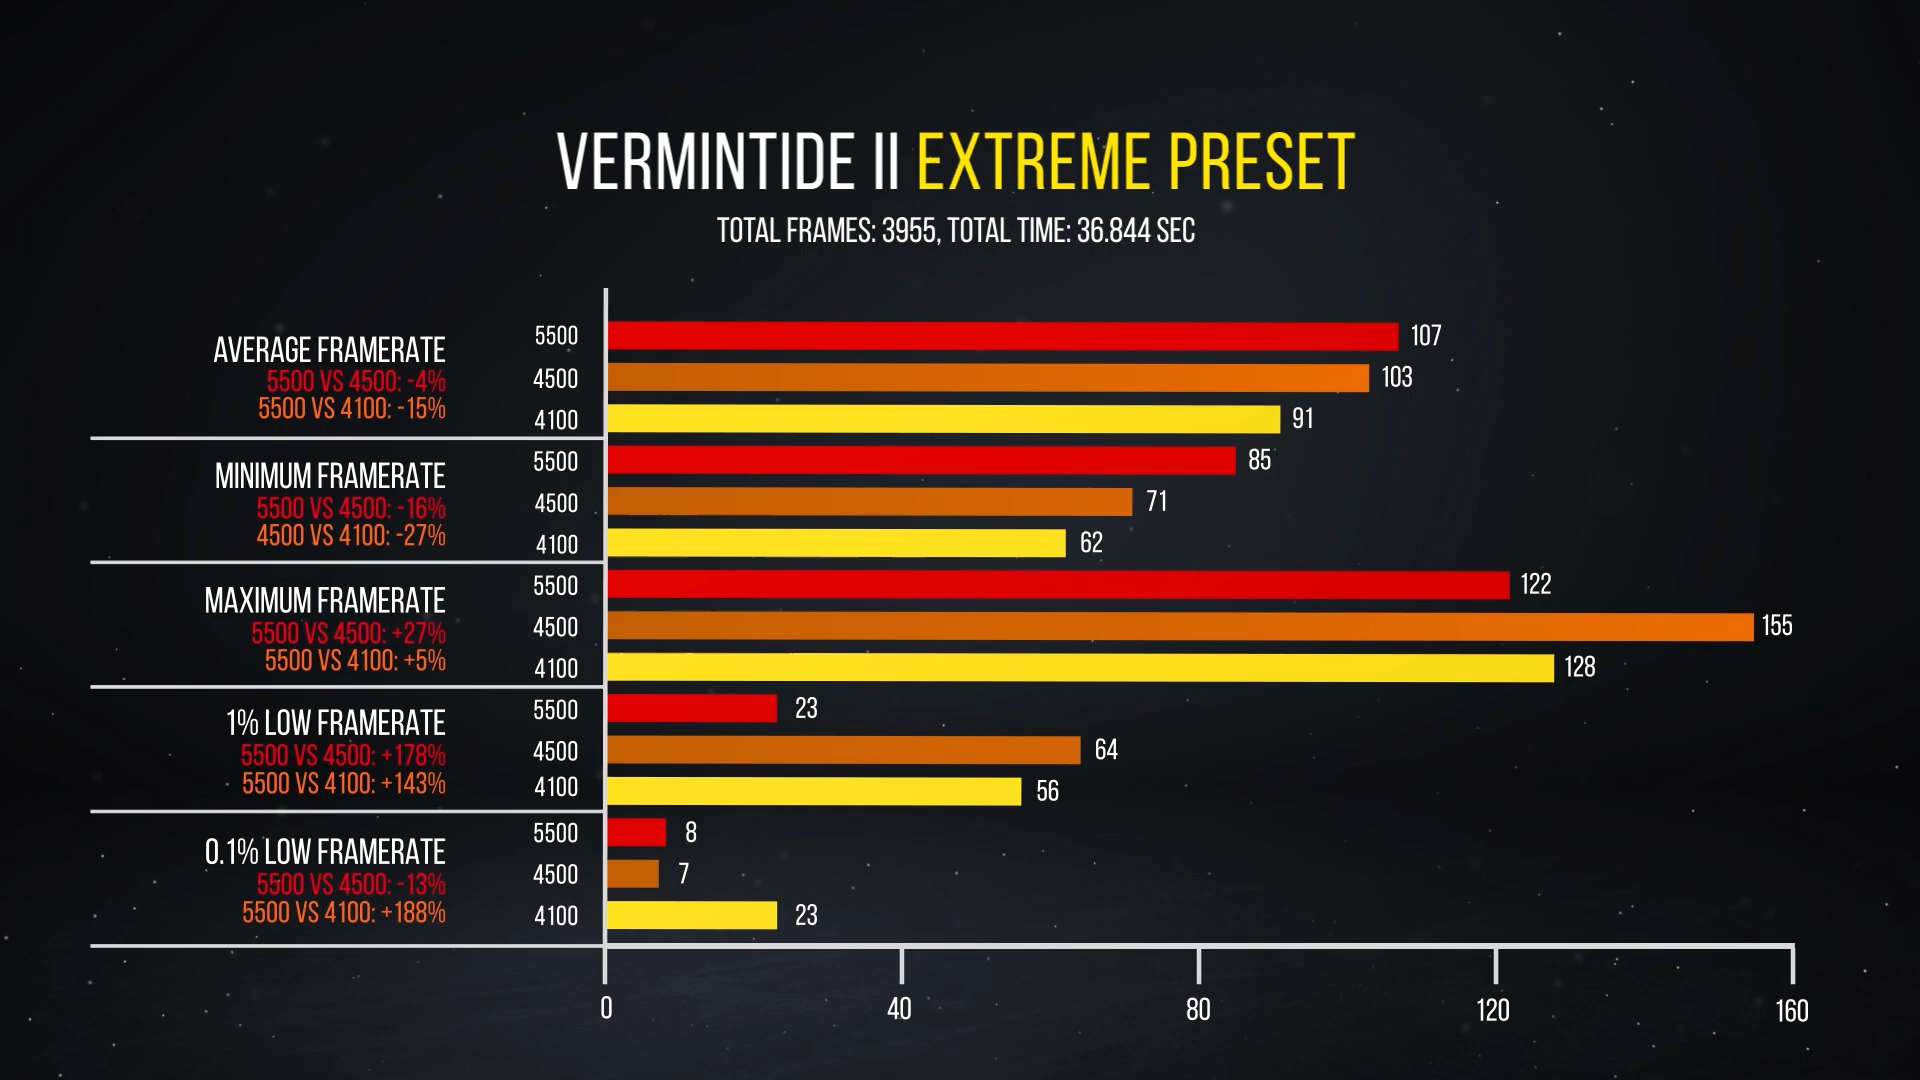 VERMINTIDE II EXTREME PRESET
TOTAL FRAMES: 3955, TOTAL TIME: 36.844 SEC
AVERAGE FRAMERATE
5500 VS 4500: -4%
5500 VS 4100: -15%
5500 107
4500 103
4100 91
MINIMUM FRAMERATE
5500 VS 4500: -16%
4500 VS 4100: -27%
5500 85
4500 71
4100 62
MAXIMUM FRAMERATE
5500 VS 4500: +27%
5500 VS 4100: +5%
5500 122
4500 155
4100 128
1% LOW FRAMERATE
5500 VS 4500: +178%
5500 VS 4100: +143%
5500 23
4500 64
4100 56
0.1% LOW FRAMERATE
5500 VS 4500: -13%
5500 VS 4100: +188%
5500 8
4500 7
4100 23
0 40 80 120 160